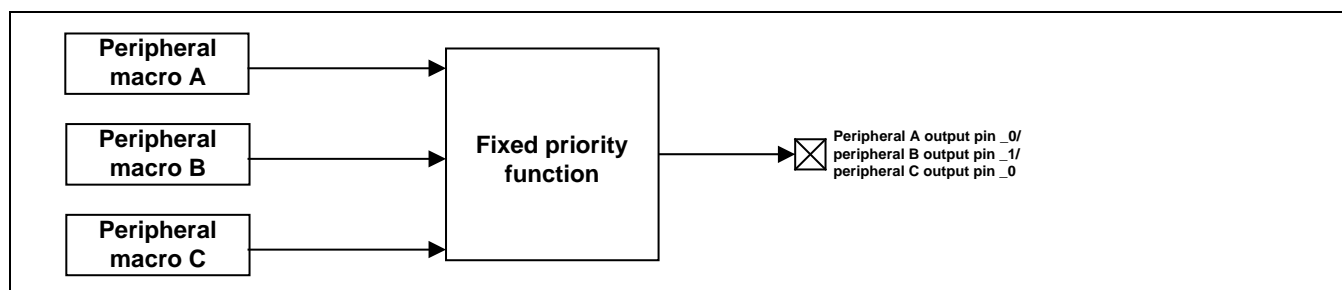 Peripheral
macro A
Peripheral
macro B
Peripheral
macro C
Fixed priority
function
Peripheral A output pin _0/
peripheral B output pin _1/
peripheral C output pin _0